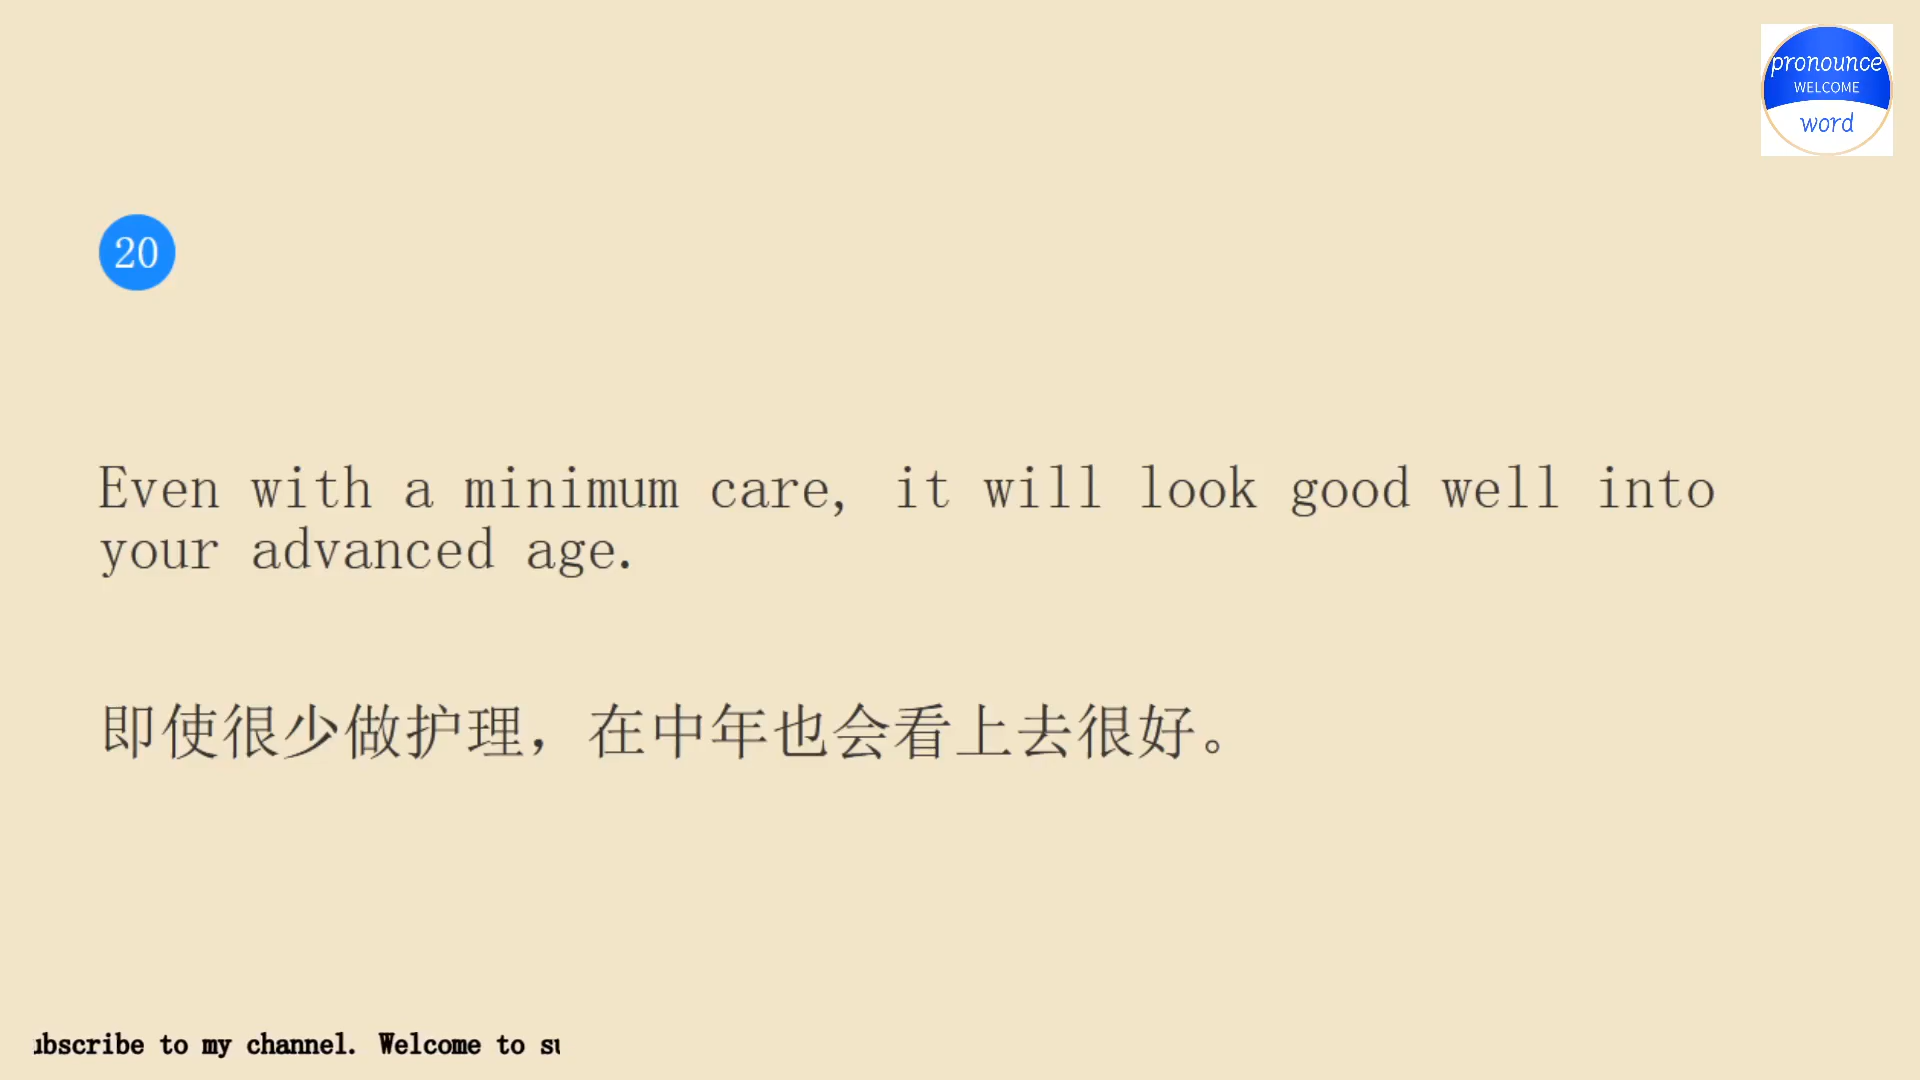 pronounce
WELCOME
word
20
Even with a minimum care, it will look good well into
your advanced age.
即使很少做护理，在中年也会看上去很好。
ubscribe to my channel. Welcome to su